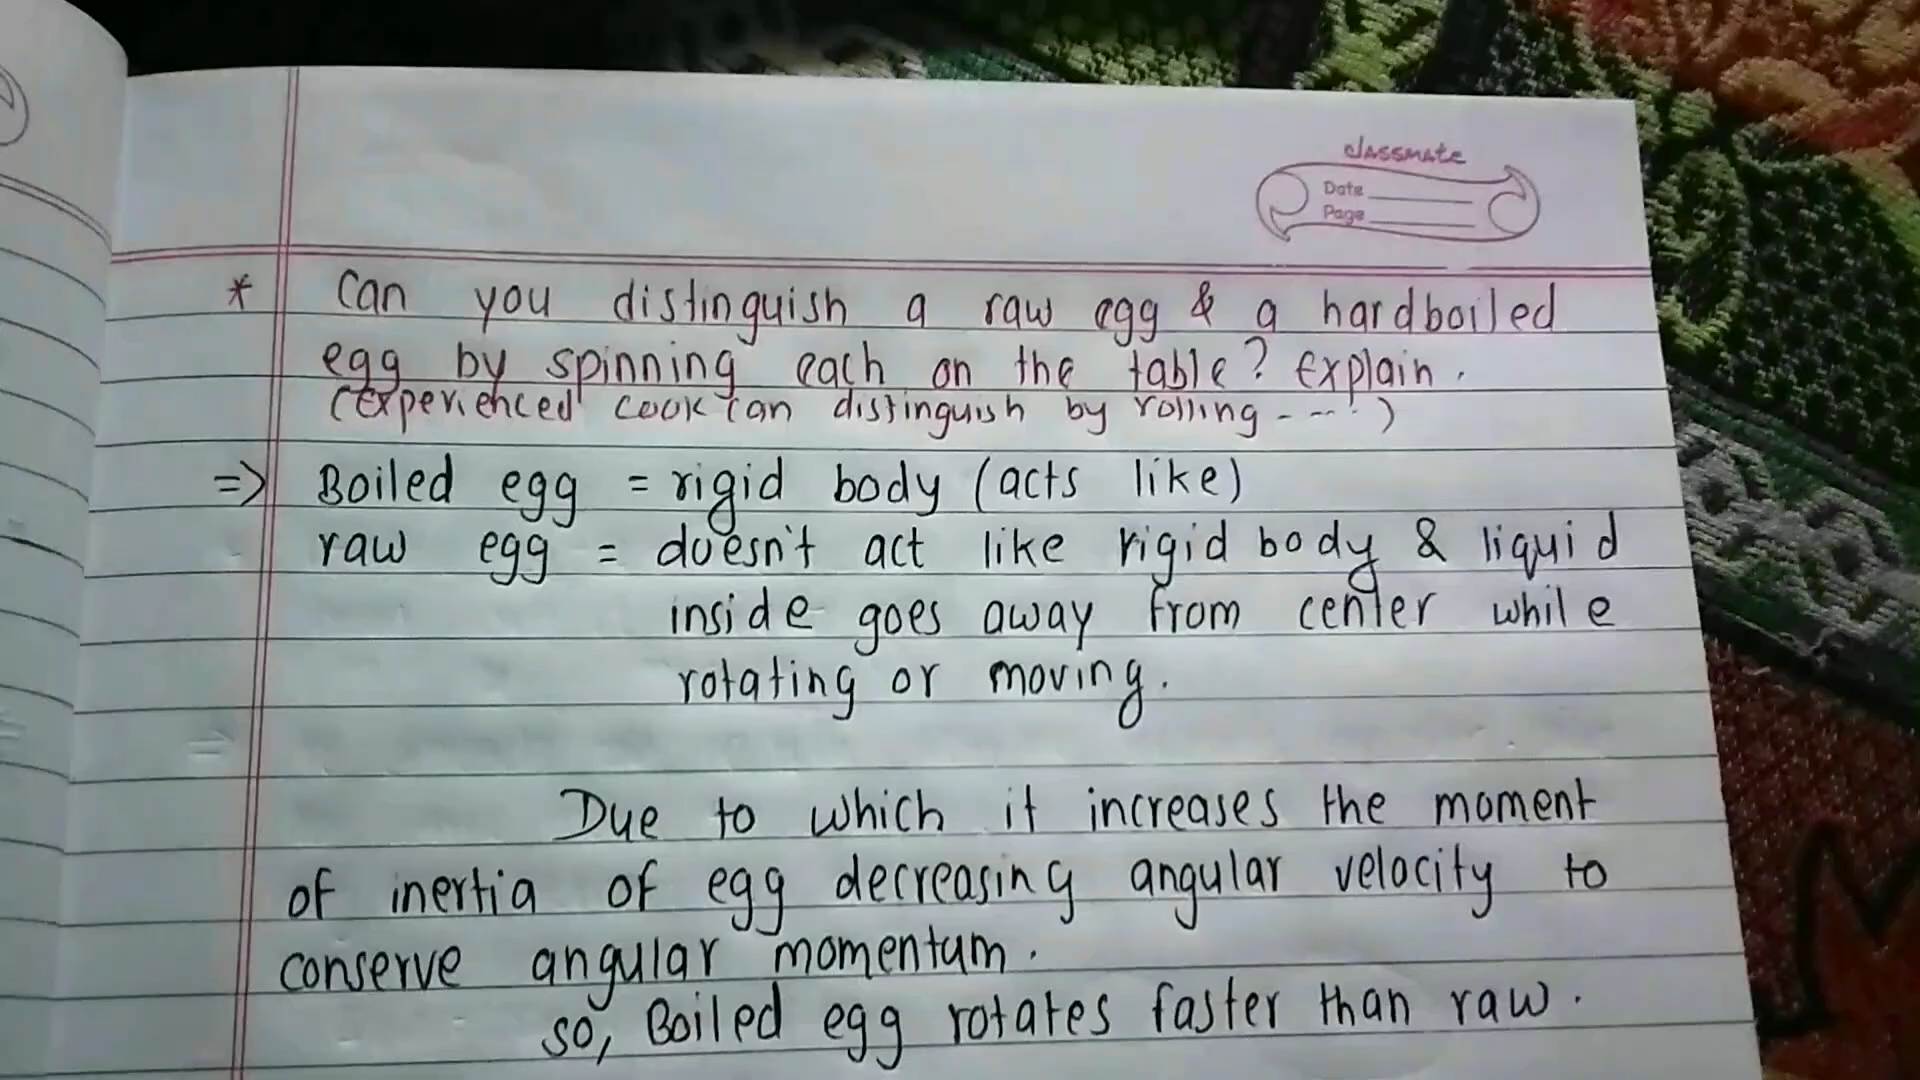 classmate
Date
Page
* Can you distinguish a raw egg & a hardboiled
egg by spinning each on the table? Explain.
(Experienced cook can distinguish by rolling - --- .)
=> Boiled egg = rigid body (acts like)
raw egg = doesn't act like rigid body & liquid
inside goes away from center while
rotating or moving.
Due to which it increases the moment
of inertia of egg decreasing angular velocity to
conserve angular momentum.
so, Boiled egg rotates faster than raw.